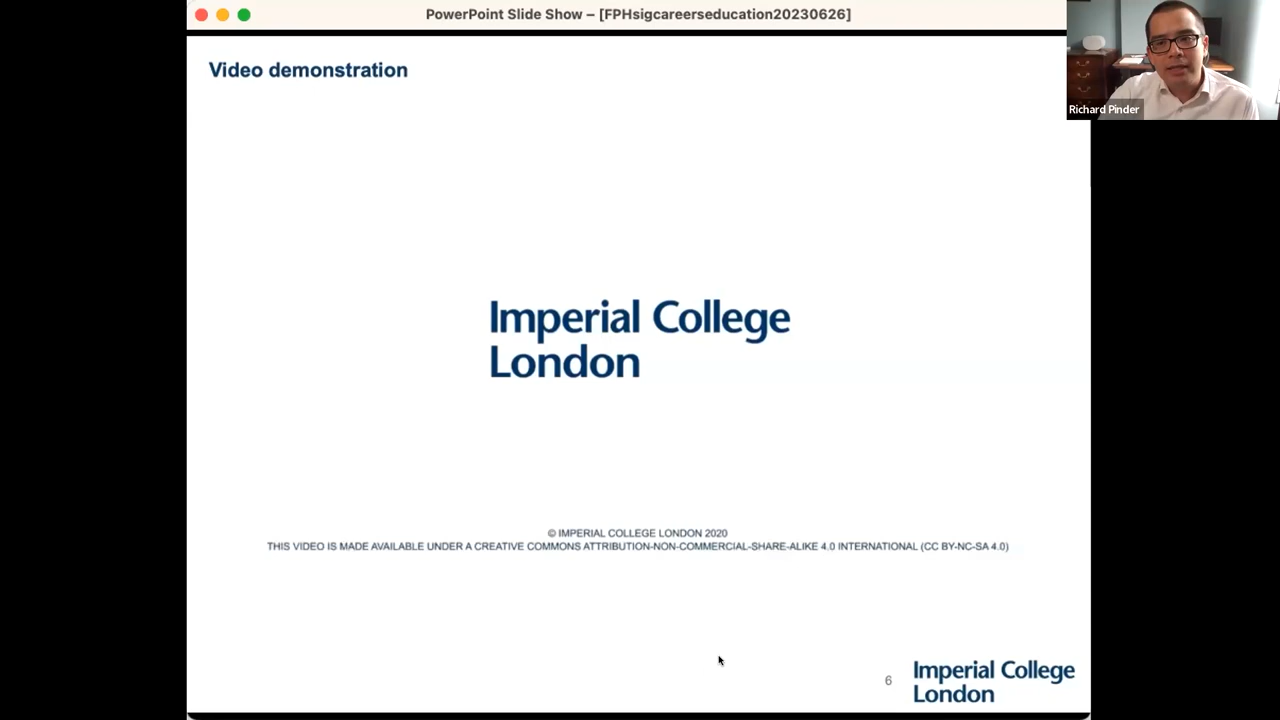 PowerPoint Slide Show – [FPHsigcareerseducation20230626]
Richard Pinder
Video demonstration
Imperial College
London
© IMPERIAL COLLEGE LONDON 2020
THIS VIDEO IS MADE AVAILABLE UNDER A CREATIVE COMMONS ATTRIBUTION-NON-COMMERCIAL-SHARE-ALIKE 4.0 INTERNATIONAL (CC BY-NC-SA 4.0)
6
Imperial College
London